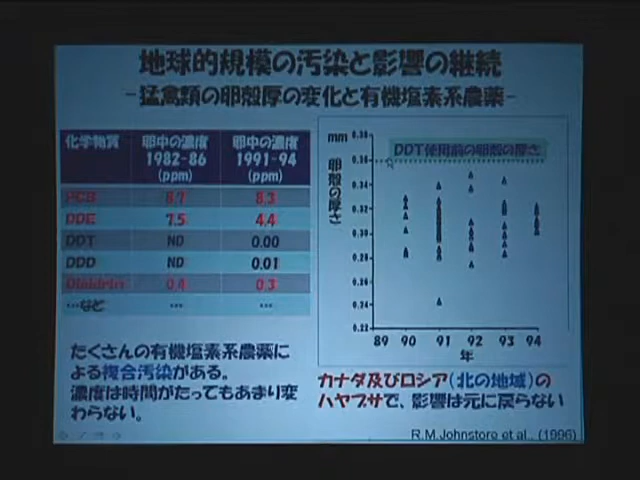 地球的規模の汚染と影響の継続
-猛禽類の卵殻厚の変化と有機塩素系農薬-
化学物質 卵中の濃度 1982-86 (ppm) 卵中の濃度 1991-94 (ppm)
PCB 8.7 8.3
DDE 7.5 4.4
DDT ND 0.00
DDD ND 0.01
Dieldrin 0.4 0.3
…など … …
たくさんの有機塩素系農薬に
よる複合汚染がある。
濃度は時間がたってもあまり変
わらない。
mm
卵殻の厚さ
DDT使用前の卵殻の厚さ
0.38
0.36
0.34
0.32
0.30
0.28
0.26
0.24
0.22
89 90 91 92 93 94
年
カナダ及びロシア(北の地域)の
ハヤブサで、影響は元に戻らない
R.M.Johnstore et al., (1996)